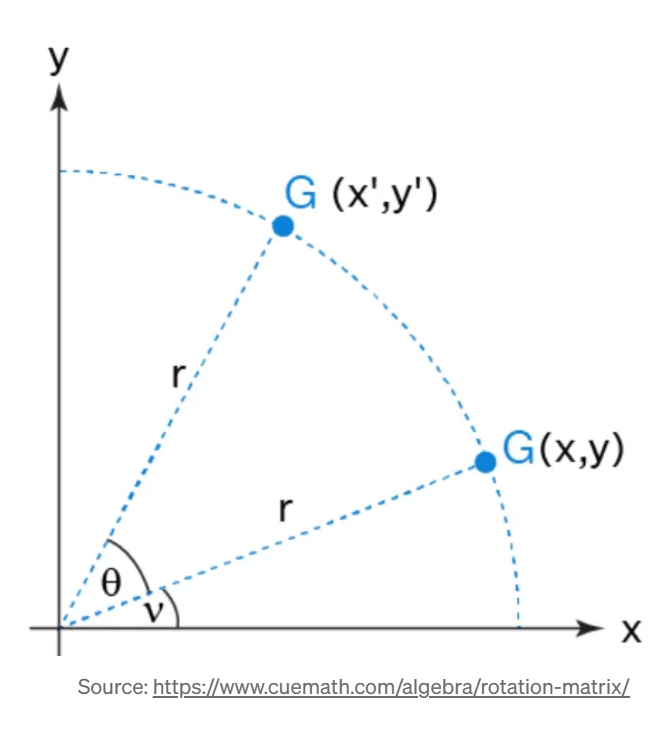 y
G (x',y')
r
G(x,y)
r
θ
ν
x
Source: https://www.cuemath.com/algebra/rotation-matrix/